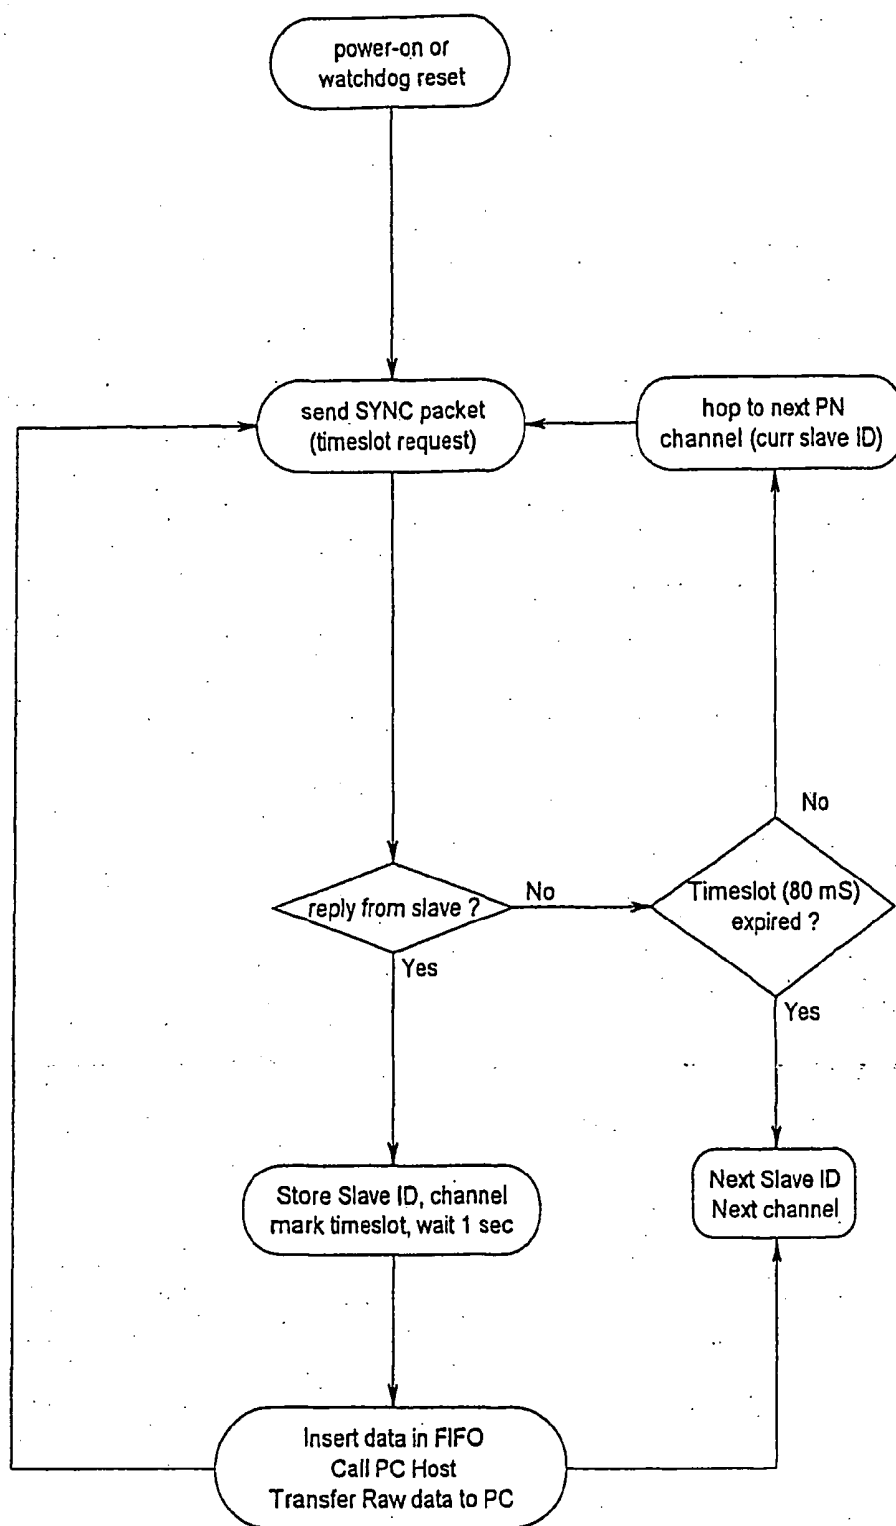 power-on or
watchdog reset
send SYNC packet
(timeslot request)
hop to next PN
channel (curr slave ID)
No
reply from slave ?
No
Timeslot (80 mS)
expired ?
Yes
Yes
Store Slave ID, channel
mark timeslot, wait 1 sec
Next Slave ID
Next channel
Insert data in FIFO
Call PC Host
Transfer Raw data to PC